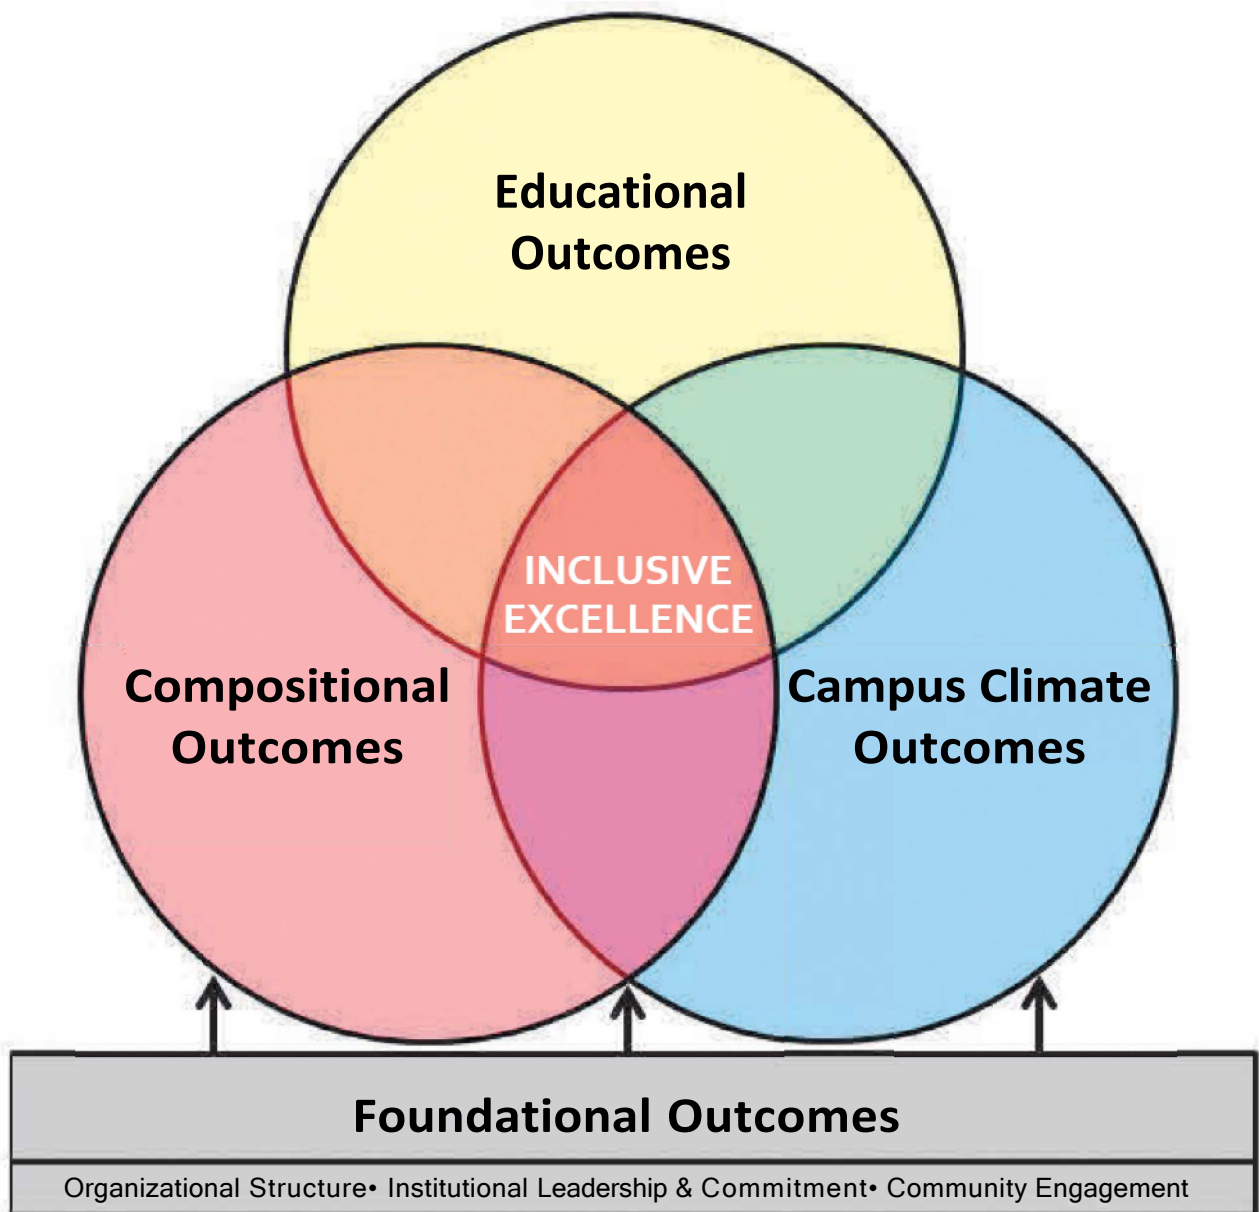 Educational
Outcomes
INCLUSIVE
EXCELLENCE
Compositional
Outcomes
Campus Climate
Outcomes
Foundational Outcomes
Organizational Structure• Institutional Leadership & Commitment• Community Engagement